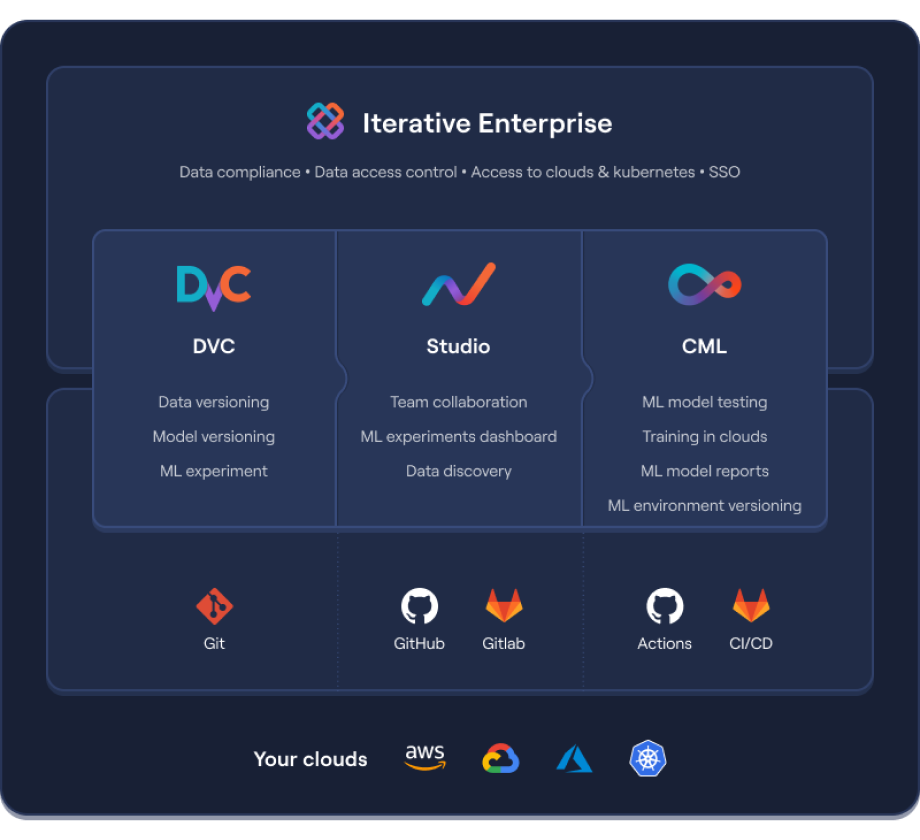 Iterative Enterprise
Data compliance • Data access control • Access to clouds & kubernetes • SSO
DVC
DVC
Data versioning
Model versioning
ML experiment
Studio
Team collaboration
ML experiments dashboard
Data discovery
CML
ML model testing
Training in clouds
ML model reports
ML environment versioning
Git
GitHub
Gitlab
Actions
CI/CD
Your clouds
aws